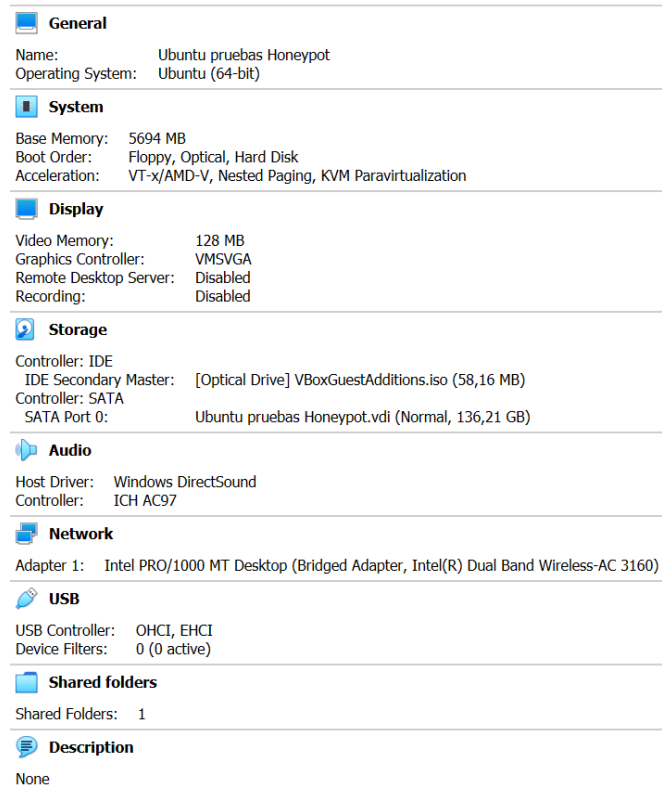 General
Name: Ubuntu pruebas Honeypot
Operating System: Ubuntu (64-bit)
System
Base Memory: 5694 MB
Boot Order: Floppy, Optical, Hard Disk
Acceleration: VT-x/AMD-V, Nested Paging, KVM Paravirtualization
Display
Video Memory: 128 MB
Graphics Controller: VMSVGA
Remote Desktop Server: Disabled
Recording: Disabled
Storage
Controller: IDE
IDE Secondary Master: [Optical Drive] VBoxGuestAdditions.iso (58,16 MB)
Controller: SATA
SATA Port 0: Ubuntu pruebas Honeypot.vdi (Normal, 136,21 GB)
Audio
Host Driver: Windows DirectSound
Controller: ICH AC97
Network
Adapter 1: Intel PRO/1000 MT Desktop (Bridged Adapter, Intel(R) Dual Band Wireless-AC 3160)
USB
USB Controller: OHCI, EHCI
Device Filters: 0 (0 active)
Shared folders
Shared Folders: 1
Description
None